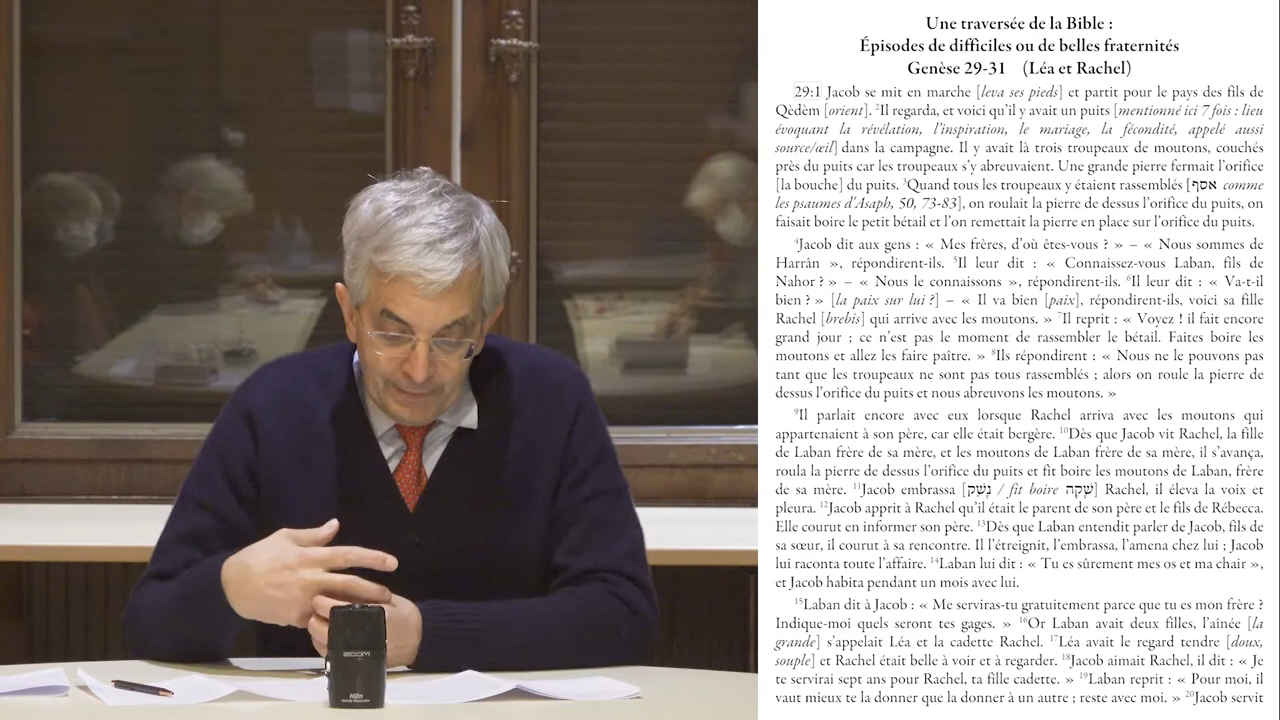 Une traversée de la Bible :
Épisodes de difficiles ou de belles fraternités
Genèse 29-31 (Léa et Rachel)
29:1 Jacob se mit en marche [leva ses pieds] et partit pour le pays des fils de
Qèdèm [orient]. ²Il regarda, et voici qu'il y avait un puits [mentionné ici 7 fois : lieu
évoquant la révélation, l'inspiration, le mariage, la fécondité, appelé aussi
source/œil] dans la campagne. Il y avait là trois troupeaux de moutons, couchés
près du puits car les troupeaux s'y abreuvaient. Une grande pierre fermait l'orifice
[la bouche] du puits. ³Quand tous les troupeaux y étaient rassemblés [אסף comme
les psaumes d'Asaph, 50, 73-83], on roulait la pierre de dessus l'orifice du puits, on
faisait boire le petit bétail et l'on remettait la pierre en place sur l'orifice du puits.
⁴Jacob dit aux gens : « Mes frères, d'où êtes-vous ? » – « Nous sommes de
Harrân », répondirent-ils. ⁵Il leur dit : « Connaissez-vous Laban, fils de
Nahor ? » – « Nous le connaissons », répondirent-ils. ⁶Il leur dit : « Va-t-il
bien ? » [la paix sur lui ?] – « Il va bien [paix], répondirent-ils, voici sa fille
Rachel [brebis] qui arrive avec les moutons. » ⁷Il reprit : « Voyez ! il fait encore
grand jour ; ce n'est pas le moment de rassembler le bétail. Faites boire les
moutons et allez les faire paître. » ⁸Ils répondirent : « Nous ne le pouvons pas
tant que les troupeaux ne sont pas tous rassemblés ; alors on roule la pierre de
dessus l'orifice du puits et nous abreuvons les moutons. »
⁹Il parlait encore avec eux lorsque Rachel arriva avec les moutons qui
appartenaient à son père, car elle était bergère. ¹⁰Dès que Jacob vit Rachel, la fille
de Laban frère de sa mère, et les moutons de Laban frère de sa mère, il s'avança,
roula la pierre de dessus l'orifice du puits et fit boire les moutons de Laban, frère
de sa mère. ¹¹Jacob embrassa [נָשַׁק / fit boire שָׁקָה] Rachel, il éleva la voix et
pleura. ¹²Jacob apprit à Rachel qu'il était le parent de son père et le fils de Rébecca.
Elle courut en informer son père. ¹³Dès que Laban entendit parler de Jacob, fils de
sa sœur, il courut à sa rencontre. Il l'étreignit, l'embrassa, l'amena chez lui ; Jacob
lui raconta toute l'affaire. ¹⁴Laban lui dit : « Tu es sûrement mes os et ma chair »,
et Jacob habita pendant un mois avec lui.
¹⁵Laban dit à Jacob : « Me serviras-tu gratuitement parce que tu es mon frère ?
Indique-moi quels seront tes gages. » ¹⁶Or Laban avait deux filles, l'aînée [la
grande] s'appelait Léa et la cadette Rachel. ¹⁷Léa avait le regard tendre [doux,
souple] et Rachel était belle à voir et à regarder. ¹⁸Jacob aimait Rachel, il dit : « Je
te servirai sept ans pour Rachel, ta fille cadette. » ¹⁹Laban reprit : « Pour moi, il
vaut mieux te la donner que la donner à un autre ; reste avec moi. » ²⁰Jacob servit
zoom
H2n
Handy Recorder